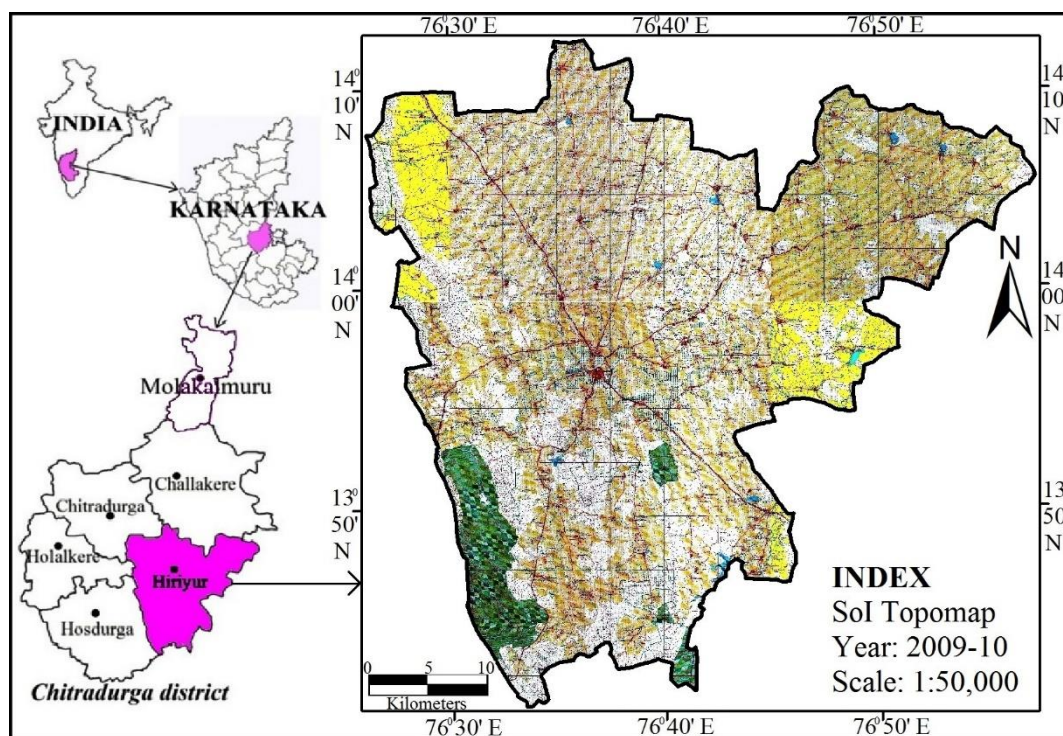 INDIA
KARNATAKA
Molakalmuru
Challakere
Chitradurga
Holalkere
Hiriyur
Hosdurga
Chitradurga district
76°30' E
76°40' E
76°50' E
14°
10'
N
14°
00'
N
13°
50'
N
14°
10'
N
14°
00'
N
13°
50'
N
N
INDEX
SoI Topomap
Year: 2009-10
Scale: 1:50,000
0 5 10
Kilometers
76°30' E
76°40' E
76°50' E